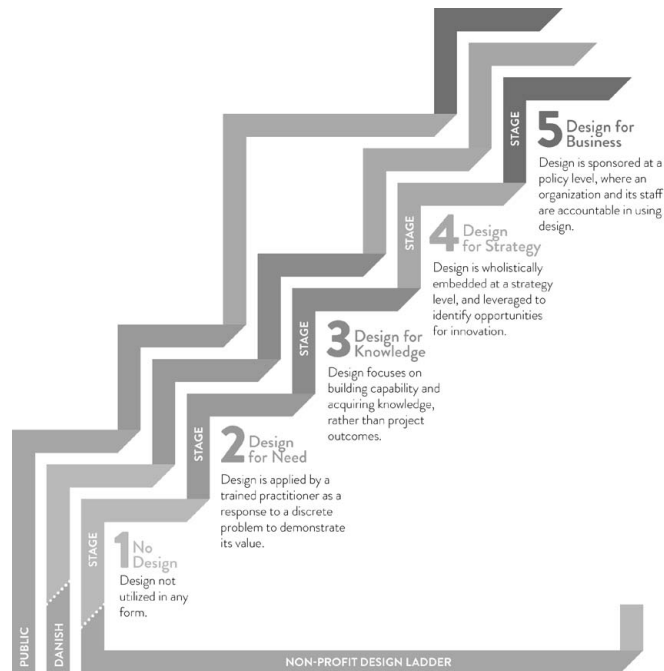 STAGE
5 Design for
Business
Design is sponsored at a
policy level, where an
organization and its staff
are accountable in using
design.
STAGE
4 Design
for Strategy
Design is wholistically
embedded at a strategy
level, and leveraged to
identify opportunities
for innovation.
STAGE
3 Design for
Knowledge
Design focuses on
building capability and
acquiring knowledge,
rather than project
outcomes.
STAGE
2 Design
for Need
Design is applied by a
trained practitioner as a
response to a discrete
problem to demonstrate
its value.
STAGE
1 No
Design
Design not
utilized in any
form.
PUBLIC
DANISH
NON-PROFIT DESIGN LADDER